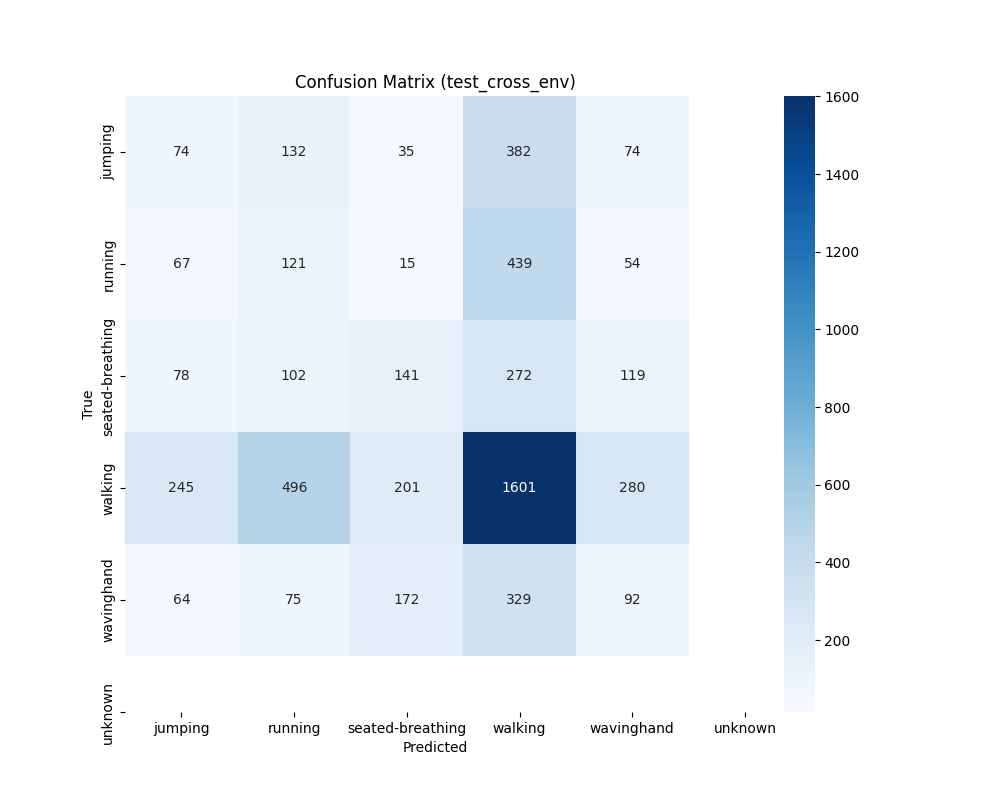 Confusion Matrix (test_cross_env)
True
jumping 74 132 35 382 74
running 67 121 15 439 54
seated-breathing 78 102 141 272 119
walking 245 496 201 1601 280
wavinghand 64 75 172 329 92
unknown
jumping running seated-breathing walking wavinghand unknown
Predicted
1600
1400
1200
1000
800
600
400
200